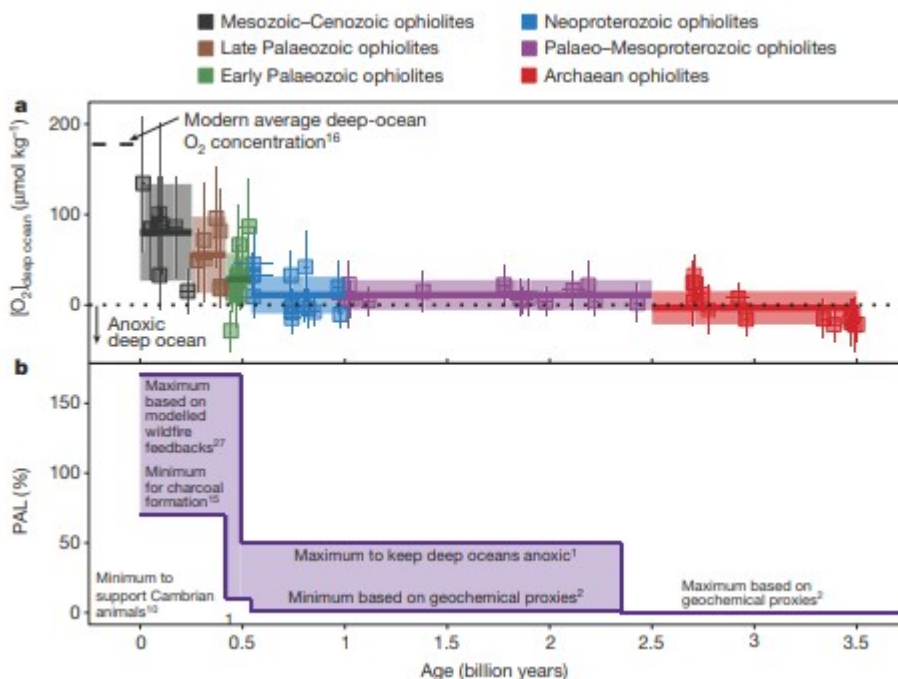 Mesozoic–Cenozoic ophiolites
Neoproterozoic ophiolites
Late Palaeozoic ophiolites
Palaeo–Mesoproterozoic ophiolites
Early Palaeozoic ophiolites
Archaean ophiolites
a
200
100
0
[O₂]deep ocean (μmol kg⁻¹)
Modern average deep-ocean
O₂ concentration¹⁶
Anoxic
deep ocean
b
150
100
50
0
PAL (%)
Maximum
based on
modelled
wildfire
feedbacks²⁷
Minimum
for charcoal
formation¹⁵
Minimum to
support Cambrian
animals¹⁰
Maximum to keep deep oceans anoxic¹
Minimum based on geochemical proxies²
Maximum based on
geochemical proxies²
1
0
0.5
1
1.5
2
2.5
3
3.5
Age (billion years)